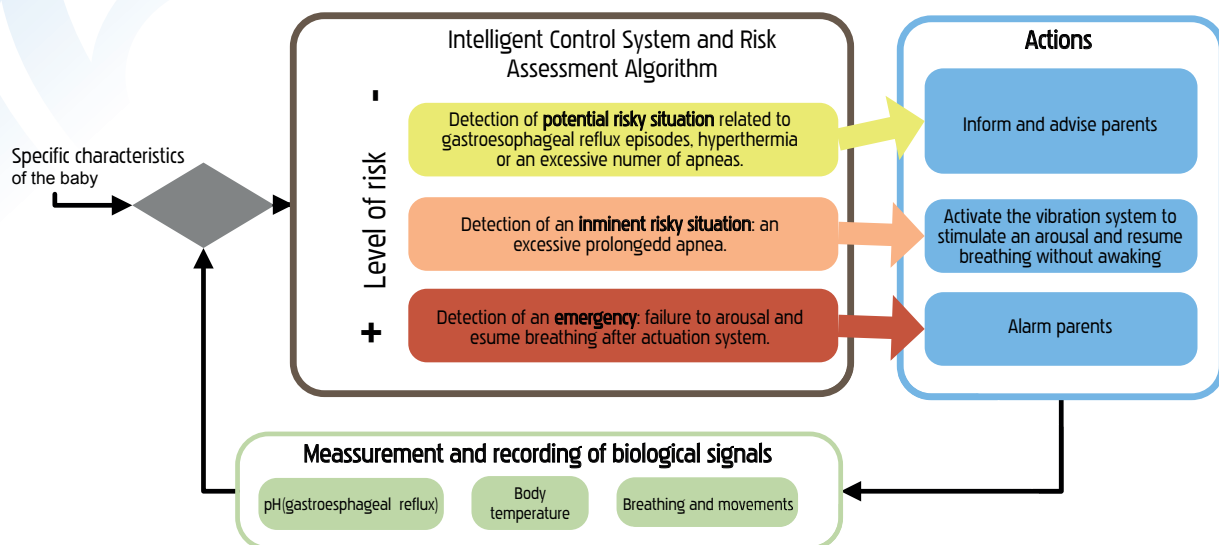 Specific characteristics
of the baby
Intelligent Control System and Risk
Assessment Algorithm
-
Level of risk
+
Detection of potential risky situation related to
gastroesophageal reflux episodes, hyperthermia
or an excessive numer of apneas.
Detection of an inminent risky situation: an
excessive prolongedd apnea.
Detection of an emergency: failure to arousal and
esume breathing after actuation system.
Actions
Inform and advise parents
Activate the vibration system to
stimulate an arousal and resume
breathing without awaking
Alarm parents
Meassurement and recording of biological signals
pH(gastroesphageal reflux)
Body
temperature
Breathing and movements